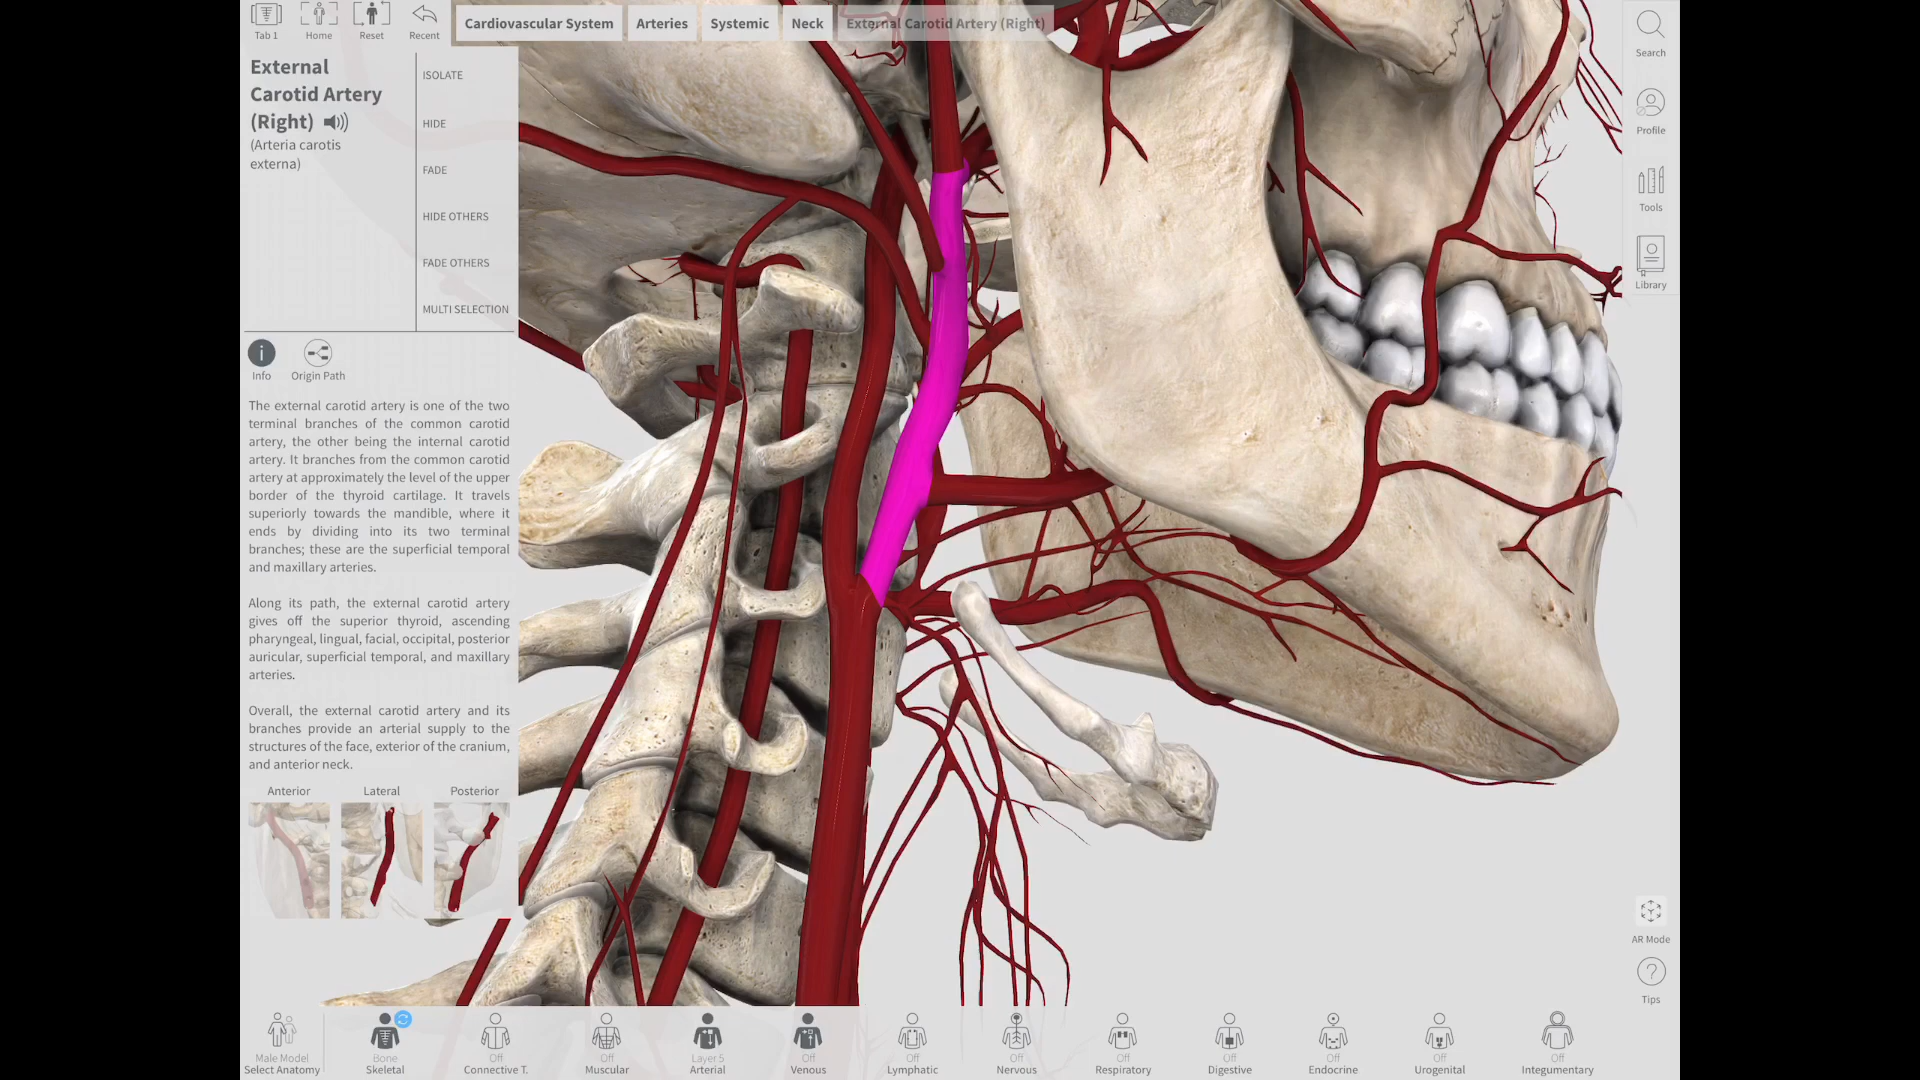 Tab 1
Home
Reset
Recent
Cardiovascular System
Arteries
Systemic
Neck
External Carotid Artery (Right)
External
Carotid Artery
(Right)
(Arteria carotis
externa)
ISOLATE
HIDE
FADE
HIDE OTHERS
FADE OTHERS
MULTI SELECTION
Info
Origin Path
The external carotid artery is one of the two
terminal branches of the common carotid
artery, the other being the internal carotid
artery. It branches from the common carotid
artery at approximately the level of the upper
border of the thyroid cartilage. It travels
superiorly towards the mandible, where it
ends by dividing into its two terminal
branches; these are the superficial temporal
and maxillary arteries.
Along its path, the external carotid artery
gives off the superior thyroid, ascending
pharyngeal, lingual, facial, occipital, posterior
auricular, superficial temporal, and maxillary
arteries.
Overall, the external carotid artery and its
branches provide an arterial supply to the
structures of the face, exterior of the cranium,
and anterior neck.
Anterior
Lateral
Posterior
Search
Profile
Tools
Library
AR Mode
?
Tips
Male Model
Select Anatomy
Bone
Skeletal
Off
Connective T.
Off
Muscular
Layer 5
Arterial
Off
Venous
Off
Lymphatic
Off
Nervous
Off
Respiratory
Off
Digestive
Off
Endocrine
Off
Urogenital
Off
Integumentary